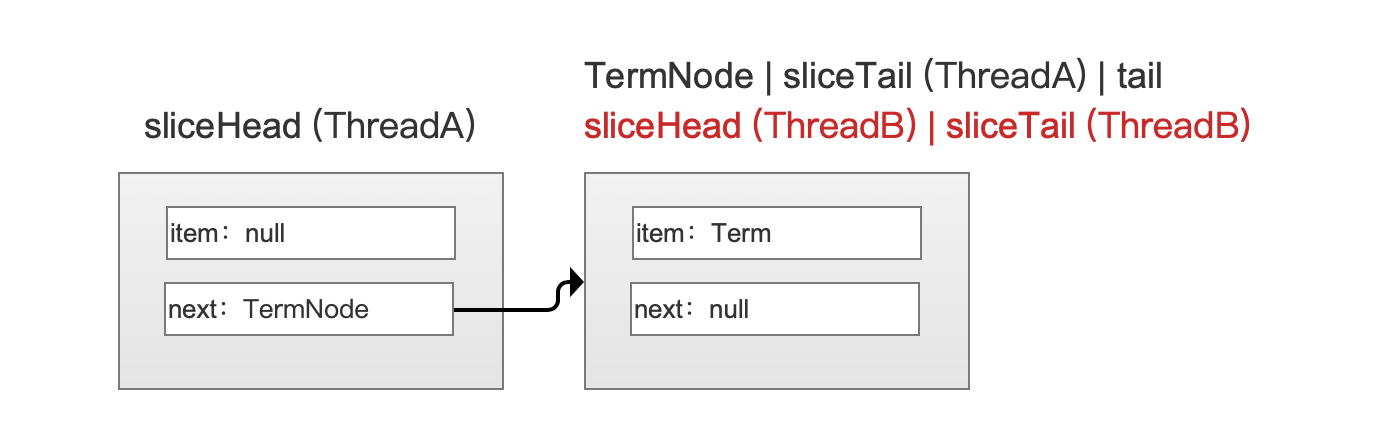 TermNode | sliceTail (ThreadA) | tail
sliceHead (ThreadA)
sliceHead (ThreadB) | sliceTail (ThreadB)
item: null
item: Term
next: TermNode
next: null